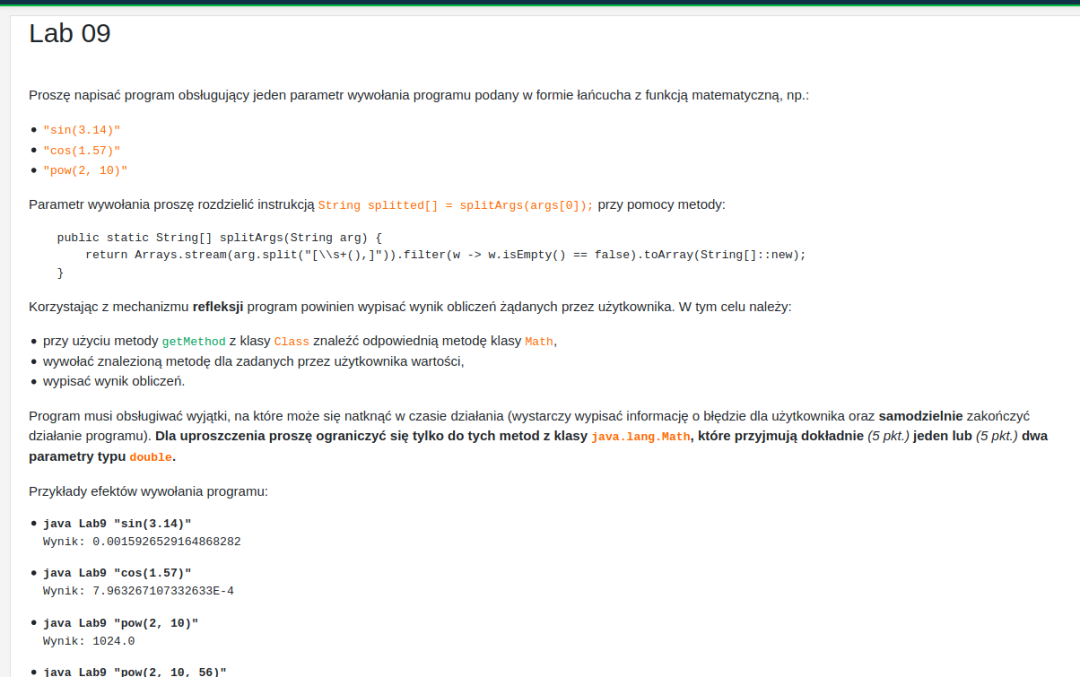 Lab 09
Proszę napisać program obsługujący jeden parametr wywołania programu podany w formie łańcucha z funkcją matematyczną, np.:
• "sin(3.14)"
• "cos(1.57)"
• "pow(2, 10)"
Parametr wywołania proszę rozdzielić instrukcją String splitted[] = splitArgs(args[0]); przy pomocy metody:
public static String[] splitArgs(String arg) {
    return Arrays.stream(arg.split("[\\s+(),]")).filter(w -> w.isEmpty() == false).toArray(String[]::new);
}
Korzystając z mechanizmu refleksji program powinien wypisać wynik obliczeń żądanych przez użytkownika. W tym celu należy:
• przy użyciu metody getMethod z klasy Class znaleźć odpowiednią metodę klasy Math,
• wywołać znalezioną metodę dla zadanych przez użytkownika wartości,
• wypisać wynik obliczeń.
Program musi obsługiwać wyjątki, na które może się natknąć w czasie działania (wystarczy wypisać informację o błędzie dla użytkownika oraz samodzielnie zakończyć
działanie programu). Dla uproszczenia proszę ograniczyć się tylko do tych metod z klasy java.lang.Math, które przyjmują dokładnie (5 pkt.) jeden lub (5 pkt.) dwa
parametry typu double.
Przykłady efektów wywołania programu:
• java Lab9 "sin(3.14)"
Wynik: 0.0015926529164868282
• java Lab9 "cos(1.57)"
Wynik: 7.963267107332633E-4
• java Lab9 "pow(2, 10)"
Wynik: 1024.0
• java Lab9 "pow(2, 10, 56)"